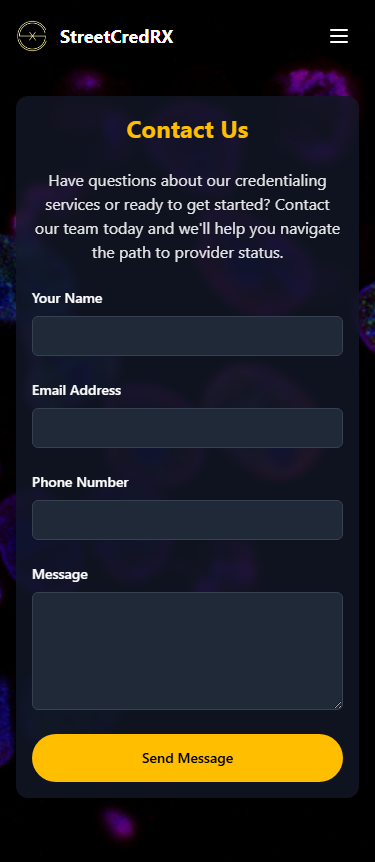 StreetCredRX
Contact Us
Have questions about our credentialing
services or ready to get started? Contact
our team today and we'll help you navigate
the path to provider status.
Your Name
Email Address
Phone Number
Message
Send Message